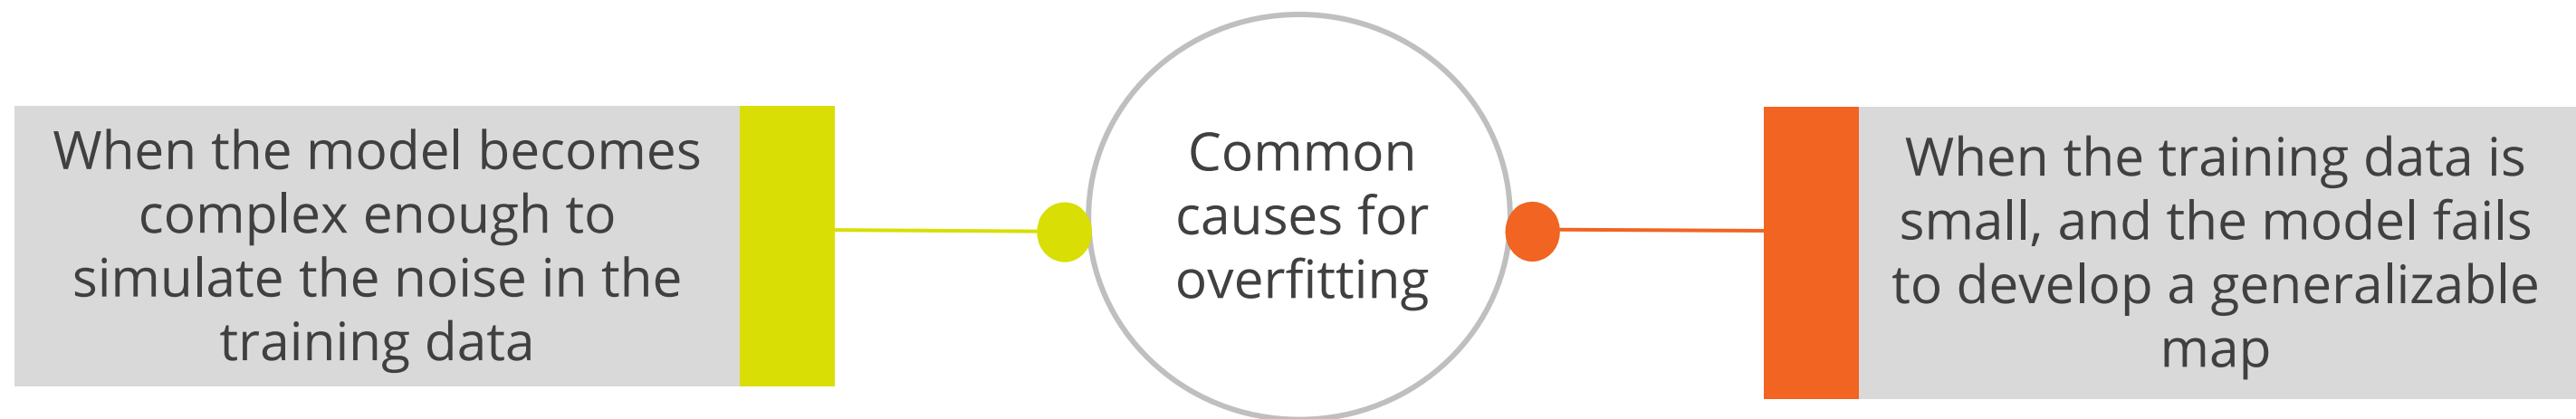 When the model becomes
complex enough to
simulate the noise in the
training data
Common
causes for
overfitting
When the training data is
small, and the model fails
to develop a generalizable
map